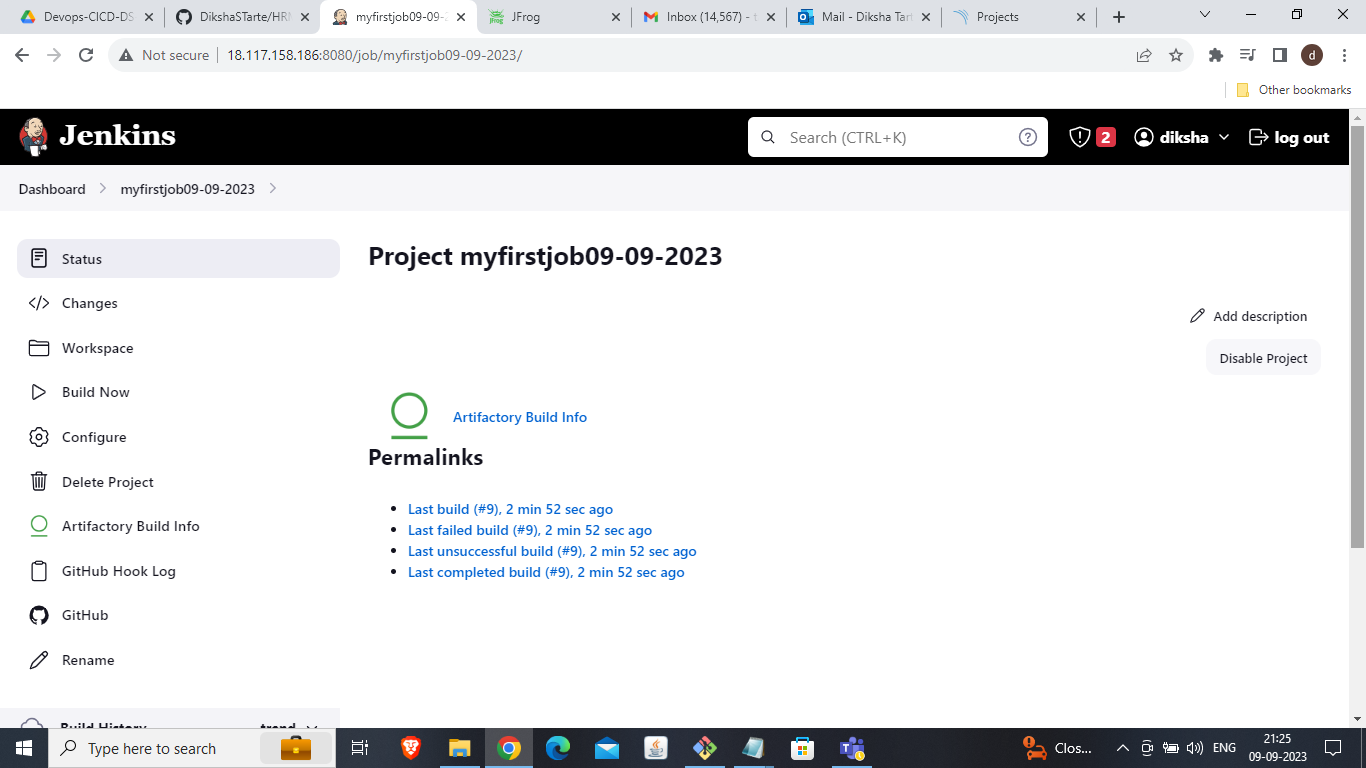 Devops-CICD-DS
DikshaSTarte/HRM
myfirstjob09-09-2
JFrog
Inbox (14,567) - t
Mail - Diksha Tart
Projects
Not secure
18.117.158.186:8080/job/myfirstjob09-09-2023/
d
Other bookmarks
Jenkins
Search (CTRL+K)
?
2
diksha
log out
Dashboard
myfirstjob09-09-2023
Status
Changes
Workspace
Build Now
Configure
Delete Project
Artifactory Build Info
GitHub Hook Log
GitHub
Rename
Build History
trend
Project myfirstjob09-09-2023
Add description
Disable Project
Artifactory Build Info
Permalinks
Last build (#9), 2 min 52 sec ago
Last failed build (#9), 2 min 52 sec ago
Last unsuccessful build (#9), 2 min 52 sec ago
Last completed build (#9), 2 min 52 sec ago
Type here to search
Clos...
ENG
21:25
09-09-2023